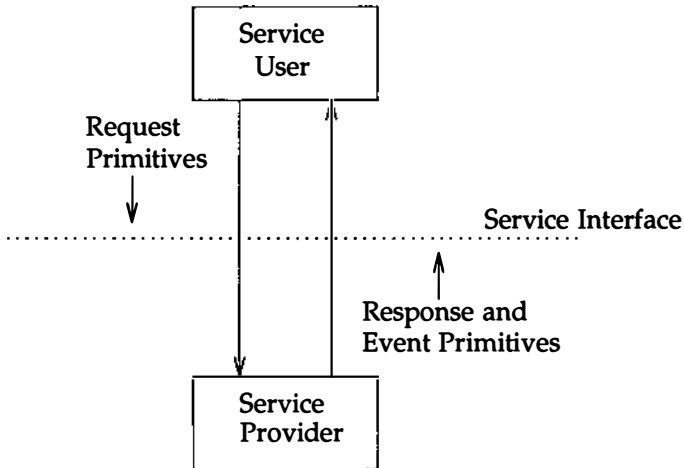 Service
User
Request
Primitives
Service Interface
Response and
Event Primitives
Service
Provider